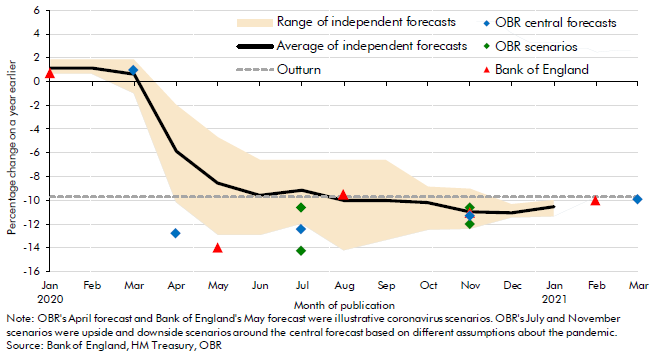 Range of independent forecasts
OBR central forecasts
Average of independent forecasts
OBR scenarios
Outturn
Bank of England
Percentage change on a year earlier
6
4
2
0
-2
-4
-6
-8
-10
-12
-14
-16
Jan Feb Mar Apr May Jun Jul Aug Sep Oct Nov Dec Jan Feb Mar
2020 2021
Month of publication
Note: OBR's April forecast and Bank of England's May forecast were illustrative coronavirus scenarios. OBR's July and November
scenarios were upside and downside scenarios around the central forecast based on different assumptions about the pandemic.
Source: Bank of England, HM Treasury, OBR